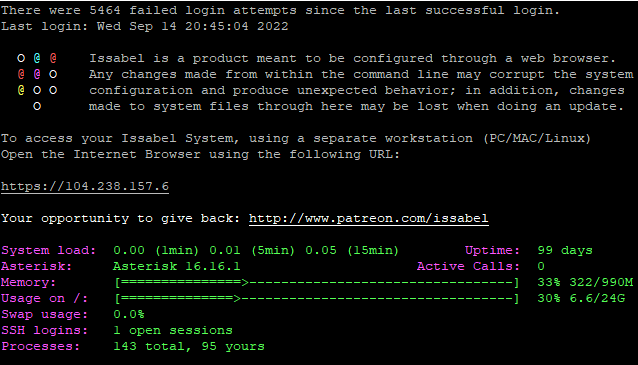 There were 5464 failed login attempts since the last successful login.
Last login: Wed Sep 14 20:45:04 2022
O @ @ Issabel is a product meant to be configured through a web browser.
@ @ O Any changes made from within the command line may corrupt the system
@ O O configuration and produce unexpected behavior; in addition, changes
O made to system files through here may be lost when doing an update.
To access your Issabel System, using a separate workstation (PC/MAC/Linux)
Open the Internet Browser using the following URL:
https://104.238.157.6
Your opportunity to give back: http://www.patreon.com/issabel
System load: 0.00 (1min) 0.01 (5min) 0.05 (15min) Uptime: 99 days
Asterisk: Asterisk 16.16.1 Active Calls: 0
Memory: [===============>---------------------------------] 33% 322/990M
Usage on /: [==============>----------------------------------] 30% 6.6/24G
Swap usage: 0.0%
SSH logins: 1 open sessions
Processes: 143 total, 95 yours